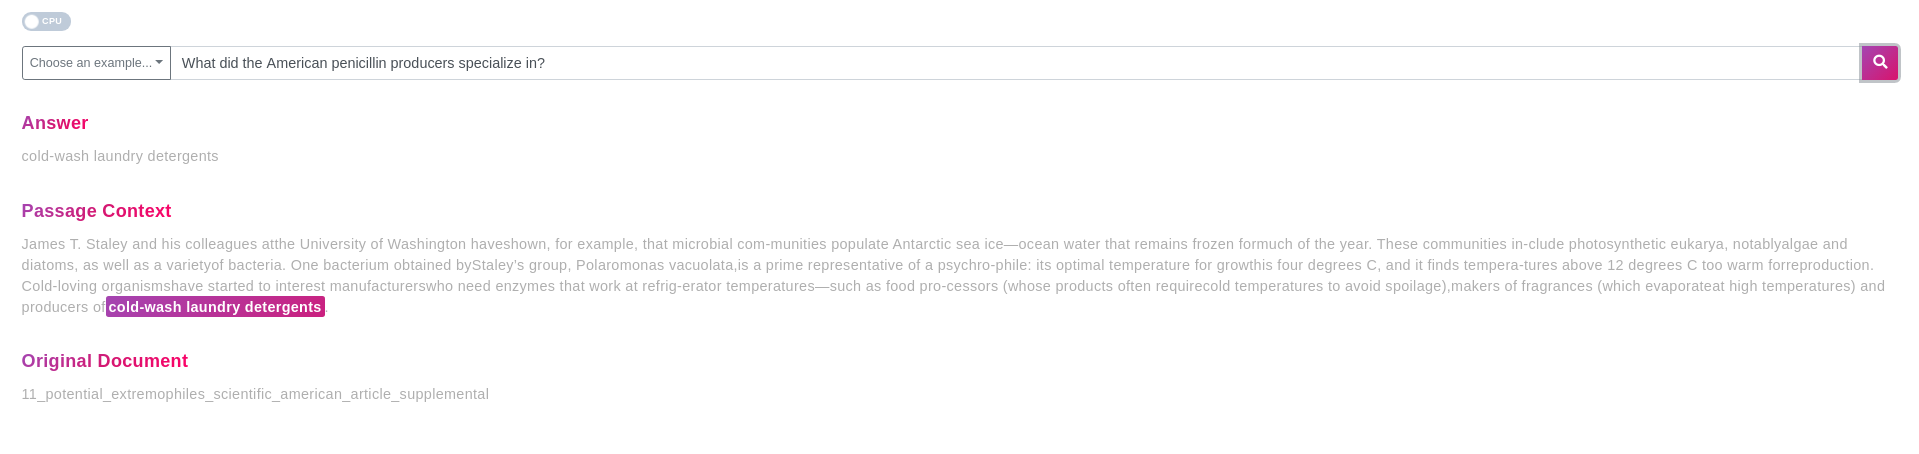 CPU
Choose an example... What did the American penicillin producers specialize in?
Answer
cold-wash laundry detergents
Passage Context
James T. Staley and his colleagues atthe University of Washington haveshown, for example, that microbial com-munities populate Antarctic sea ice—ocean water that remains frozen formuch of the year. These communities in-clude photosynthetic eukarya, notablyalgae and
diatoms, as well as a varietyof bacteria. One bacterium obtained byStaley's group, Polaromonas vacuolata,is a prime representative of a psychro-phile: its optimal temperature for growthis four degrees C, and it finds tempera-tures above 12 degrees C too warm forreproduction.
Cold-loving organismshave started to interest manufacturerswho need enzymes that work at refrig-erator temperatures—such as food pro-cessors (whose products often requirecold temperatures to avoid spoilage),makers of fragrances (which evaporateat high temperatures) and
producers of cold-wash laundry detergents.
Original Document
11_potential_extremophiles_scientific_american_article_supplemental